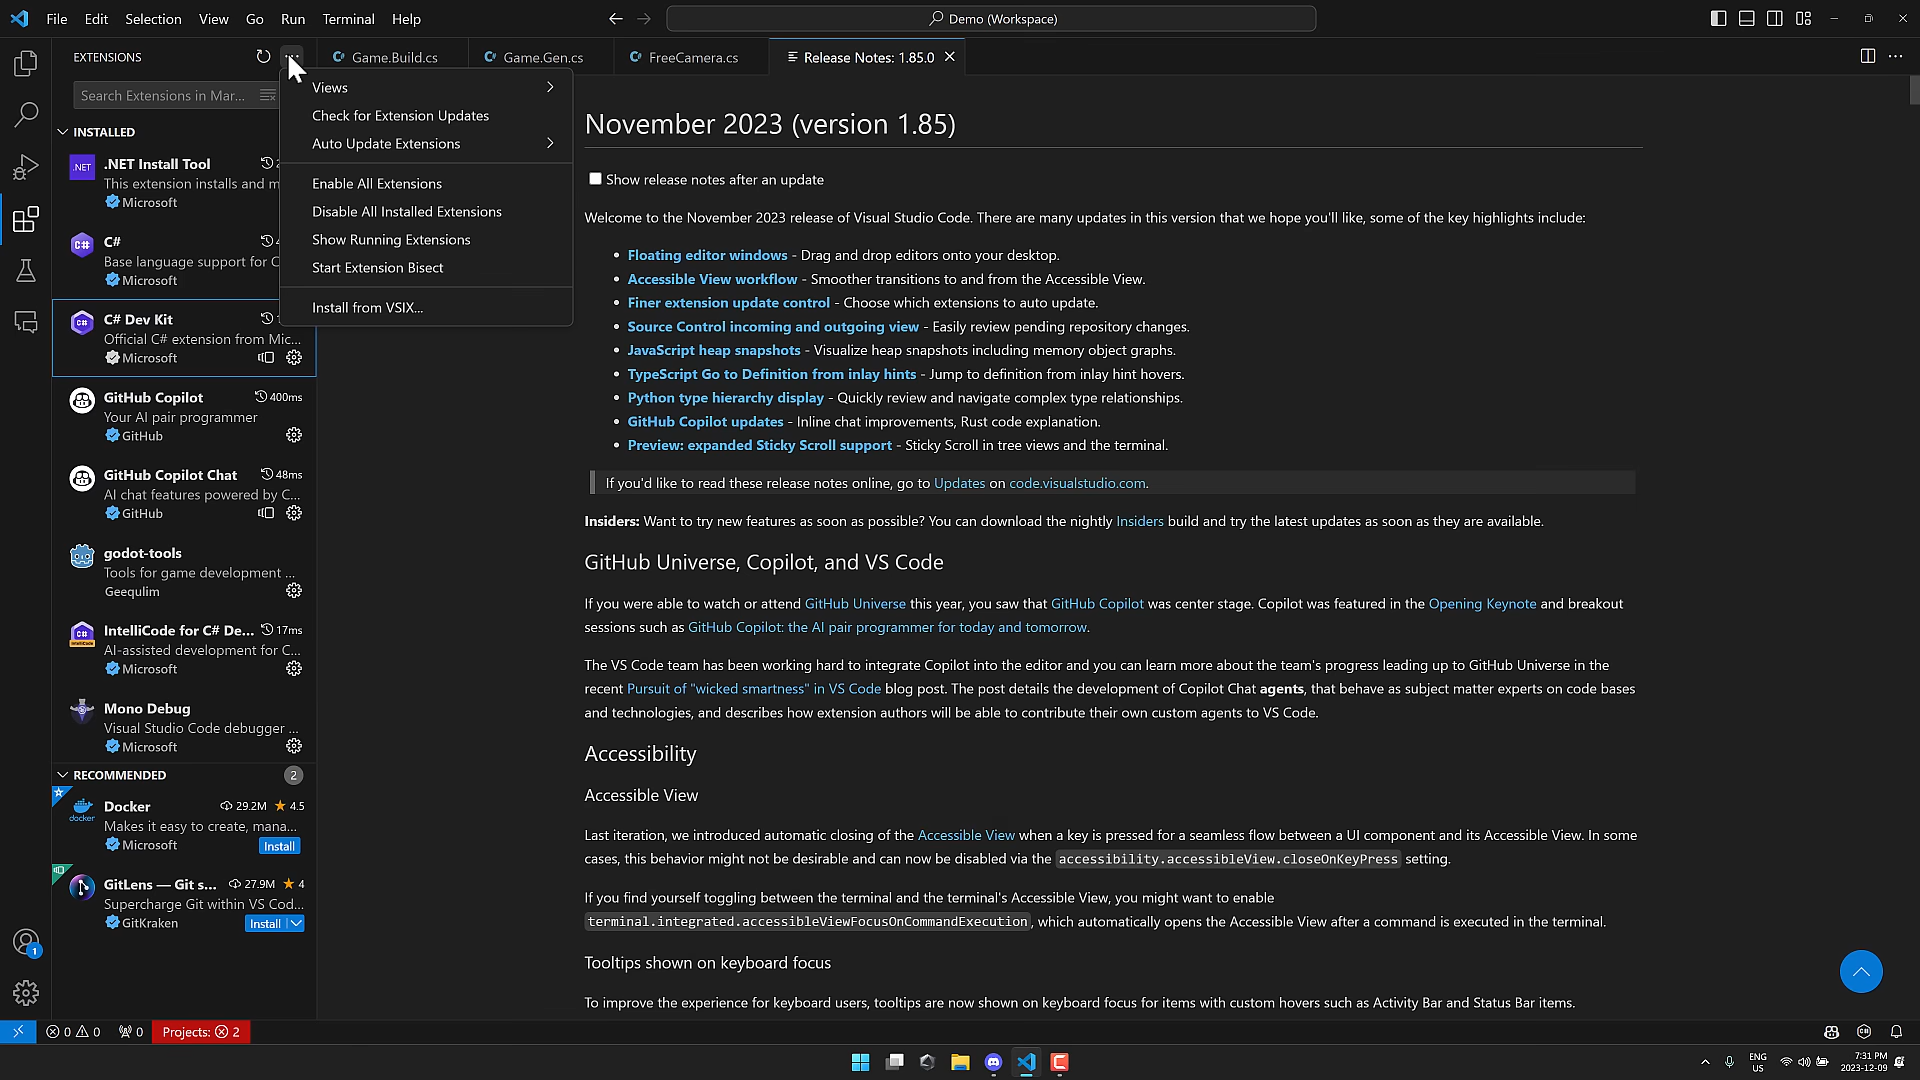 File Edit Selection View Go Run Terminal Help
Demo (Workspace)
EXTENSIONS
Game.Build.cs
Game.Gen.cs
FreeCamera.cs
Release Notes: 1.85.0
Search Extensions in Mar...
Views
Check for Extension Updates
Auto Update Extensions
Enable All Extensions
Disable All Installed Extensions
Show Running Extensions
Start Extension Bisect
Install from VSIX...
INSTALLED
.NET
.NET Install Tool
This extension installs and m
Microsoft
C#
Base language support for C
Microsoft
C# Dev Kit
Official C# extension from Mic...
Microsoft
GitHub Copilot 400ms
Your AI pair programmer
GitHub
GitHub Copilot Chat 48ms
AI chat features powered by C...
GitHub
godot-tools
Tools for game development ...
Geequlim
IntelliCode for C# De... 17ms
AI-assisted development for C...
Microsoft
Mono Debug
Visual Studio Code debugger ...
Microsoft
RECOMMENDED 2
Docker 29.2M 4.5
docker
Makes it easy to create, mana...
Microsoft Install
GitLens — Git s... 27.9M 4
Supercharge Git within VS Cod...
GitKraken Install
November 2023 (version 1.85)
Show release notes after an update
Welcome to the November 2023 release of Visual Studio Code. There are many updates in this version that we hope you'll like, some of the key highlights include:
• Floating editor windows - Drag and drop editors onto your desktop.
• Accessible View workflow - Smoother transitions to and from the Accessible View.
• Finer extension update control - Choose which extensions to auto update.
• Source Control incoming and outgoing view - Easily review pending repository changes.
• JavaScript heap snapshots - Visualize heap snapshots including memory object graphs.
• TypeScript Go to Definition from inlay hints - Jump to definition from inlay hint hovers.
• Python type hierarchy display - Quickly review and navigate complex type relationships.
• GitHub Copilot updates - Inline chat improvements, Rust code explanation.
• Preview: expanded Sticky Scroll support - Sticky Scroll in tree views and the terminal.
If you'd like to read these release notes online, go to Updates on code.visualstudio.com.
Insiders: Want to try new features as soon as possible? You can download the nightly Insiders build and try the latest updates as soon as they are available.
GitHub Universe, Copilot, and VS Code
If you were able to watch or attend GitHub Universe this year, you saw that GitHub Copilot was center stage. Copilot was featured in the Opening Keynote and breakout
sessions such as GitHub Copilot: the AI pair programmer for today and tomorrow.
The VS Code team has been working hard to integrate Copilot into the editor and you can learn more about the team's progress leading up to GitHub Universe in the
recent Pursuit of "wicked smartness" in VS Code blog post. The post details the development of Copilot Chat agents, that behave as subject matter experts on code bases
and technologies, and describes how extension authors will be able to contribute their own custom agents to VS Code.
Accessibility
Accessible View
Last iteration, we introduced automatic closing of the Accessible View when a key is pressed for a seamless flow between a UI component and its Accessible View. In some
cases, this behavior might not be desirable and can now be disabled via the accessibility.accessibleView.closeOnKeyPress setting.
If you find yourself toggling between the terminal and the terminal's Accessible View, you might want to enable
terminal.integrated.accessibleViewFocusOnCommandExecution, which automatically opens the Accessible View after a command is executed in the terminal.
Tooltips shown on keyboard focus
To improve the experience for keyboard users, tooltips are now shown on keyboard focus for items with custom hovers such as Activity Bar and Status Bar items.
1
0 0 0 Projects: 2
ENG
US
7:31 PM
2023-12-09